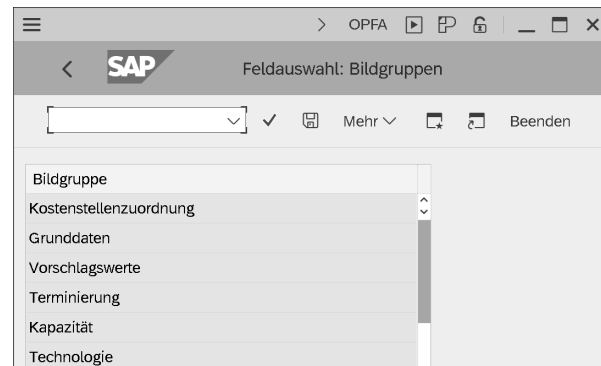 OPFA
SAP Feldauswahl: Bildgruppen
Mehr Beenden
Bildgruppe
Kostenstellenzuordnung
Grunddaten
Vorschlagswerte
Terminierung
Kapazität
Technologie